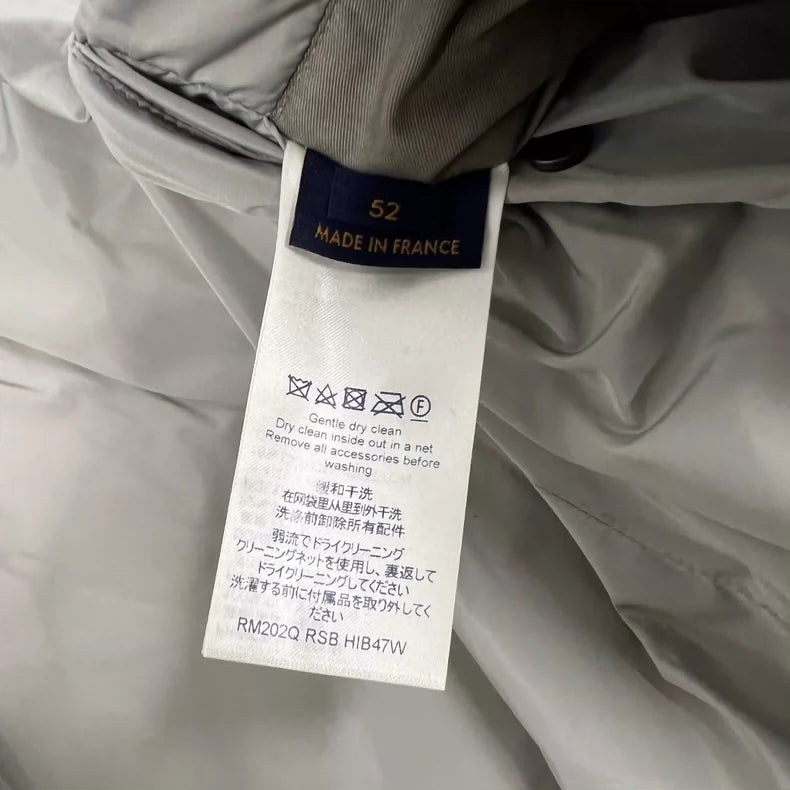 52
MADE IN FRANCE
F
Gentle dry clean
Dry clean inside out in a net
Remove all accessories before
washing
缓和干洗
在网袋里从里到外干洗
洗涤前卸除所有配件
弱流でドライクリーニング
クリーニングネットを使用し、裏返して
ドライクリーニングしてください
洗濯する前に付属品を取り外してく
ださい
RM202Q RSB HIB47W